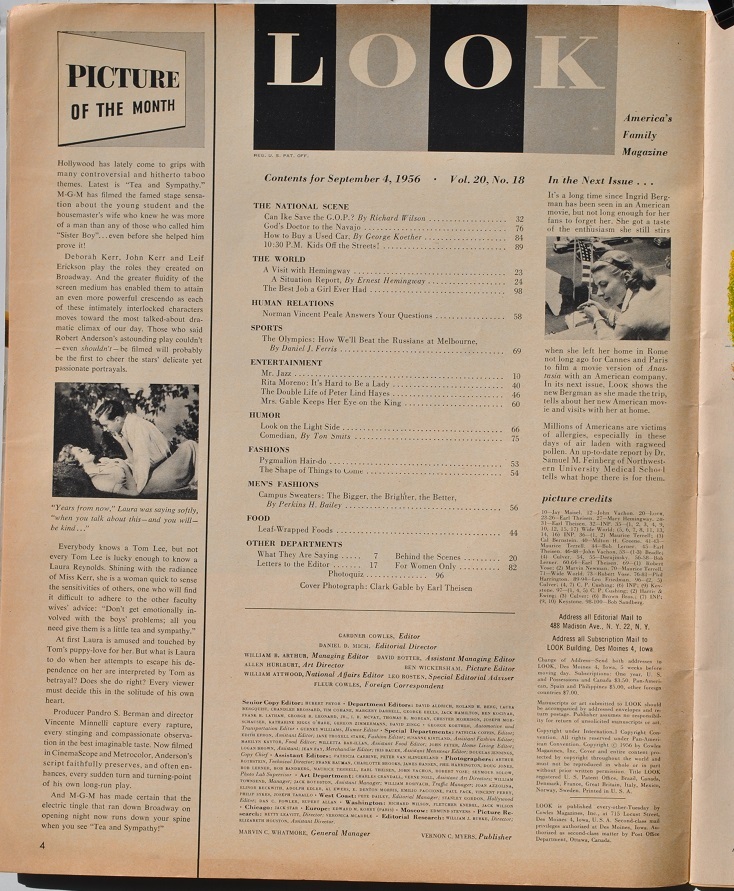 PICTURE
OF THE MONTH
Hollywood has lately come to grips with
many controversial and hitherto taboo
themes. Latest is "Tea and Sympathy."
M-G-M has filmed the famed stage sensa-
tion about the young student and the
housemaster's wife who knew he was more
of a man than any of those who called him
"Sister Boy"... even before she helped him
prove it!
Deborah Kerr, John Kerr and Leif
Erickson play the roles they created on
Broadway. And the greater fluidity of the
screen medium has enabled them to attain
an even more powerful crescendo as each
of these intimately interlocked characters
moves toward the most talked-about dra-
matic climax of our day. Those who said
Robert Anderson's astounding play couldn't
—even shouldn't—be filmed will probably
be the first to cheer the stars' delicate yet
passionate portrayals.
"Years from now," Laura was saying softly,
"when you talk about this—and you will—
be kind..."
Everybody knows a Tom Lee, but not
every Tom Lee is lucky enough to know a
Laura Reynolds. Shining with the radiance
of Miss Kerr, she is a woman quick to sense
the sensitivities of others, one who will find
it difficult to adhere to the other faculty
wives' advice: "Don't get emotionally in-
volved with the boys' problems; all you
need give them is a little tea and sympathy."
At first Laura is amused and touched by
Tom's puppy-love for her. But what is Laura
to do when her attempts to escape his de-
pendence on her are interpreted by Tom as
betrayal? Does she do right? Every viewer
must decide this in the solitude of his own
heart.
Producer Pandro S. Berman and director
Vincente Minnelli capture every rapture,
every stinging and compassionate observa-
tion in the best imaginable taste. Now filmed
in CinemaScope and Metrocolor, Anderson's
script faithfully preserves, and often en-
hances, every sudden turn and turning-point
of his own long-run play.
And M-G-M has made certain that the
electric tingle that ran down Broadway on
opening night now runs down your spine
when you see "Tea and Sympathy!"
4
LOOK
REG. U. S. PAT. OFF.
America's
Family
Magazine
Contents for September 4, 1956 • Vol. 20, No. 18
THE NATIONAL SCENE
Can Ike Save the G.O.P.? By Richard Wilson 32
God's Doctor to the Navajo 76
How to Buy a Used Car, By George Koether 84
10:30 P.M. Kids Off the Streets! 89
THE WORLD
A Visit with Hemingway 23
A Situation Report, By Ernest Hemingway 24
The Best Job a Girl Ever Had 98
HUMAN RELATIONS
Norman Vincent Peale Answers Your Questions 58
SPORTS
The Olympics: How We'll Beat the Russians at Melbourne,
By Daniel J. Ferris 69
ENTERTAINMENT
Mr. Jazz 10
Rita Moreno: It's Hard to Be a Lady 40
The Double Life of Peter Lind Hayes 46
Mrs. Gable Keeps Her Eye on the King 60
HUMOR
Look on the Light Side 66
Comedian, By Ton Smits 75
FASHIONS
Pygmalion Hair-do 53
The Shape of Things to Come 54
MEN'S FASHIONS
Campus Sweaters: The Bigger, the Brighter, the Better,
By Perkins H. Bailey 56
FOOD
Leaf-Wrapped Foods 44
OTHER DEPARTMENTS
What They Are Saying 7 Behind the Scenes 20
Letters to the Editor 17 For Women Only 82
Photoquiz 96
Cover Photograph: Clark Gable by Earl Theisen
GARDNER COWLES, Editor
DANIEL D. MICH, Editorial Director
WILLIAM B. ARTHUR, Managing Editor DAVID BOTTER, Assistant Managing Editor
ALLEN HURLBURT, Art Director BEN WICKERSHAM, Picture Editor
WILLIAM ATTWOOD, National Affairs Editor LEO ROSTEN, Special Editorial Adviser
FLEUR COWLES, Foreign Correspondent
MARVIN C. WHATMORE, General Manager VERNON C. MYERS, Publisher
In the Next Issue . . .
It's a long time since Ingrid Berg-
man has been seen in an American
movie, but not long enough for her
fans to forget her. She got a taste
of the enthusiasm she still stirs
when she left her home in Rome
not long ago for Cannes and Paris
to film a movie version of Anas-
tasia with an American company.
In its next issue, LOOK shows the
new Bergman as she made the trip,
tells about her new American mov-
ie and visits with her at home.
Millions of Americans are victims
of allergies, especially in these
days of air laden with ragweed
pollen. An up-to-date report by Dr.
Samuel M. Feinberg of Northwest-
ern University Medical School
tells what hope there is for them.
picture credits
Address all Editorial Mail to
488 Madison Ave., N. Y. 22, N. Y.
Address all Subscription Mail to
LOOK Building, Des Moines 4, Iowa